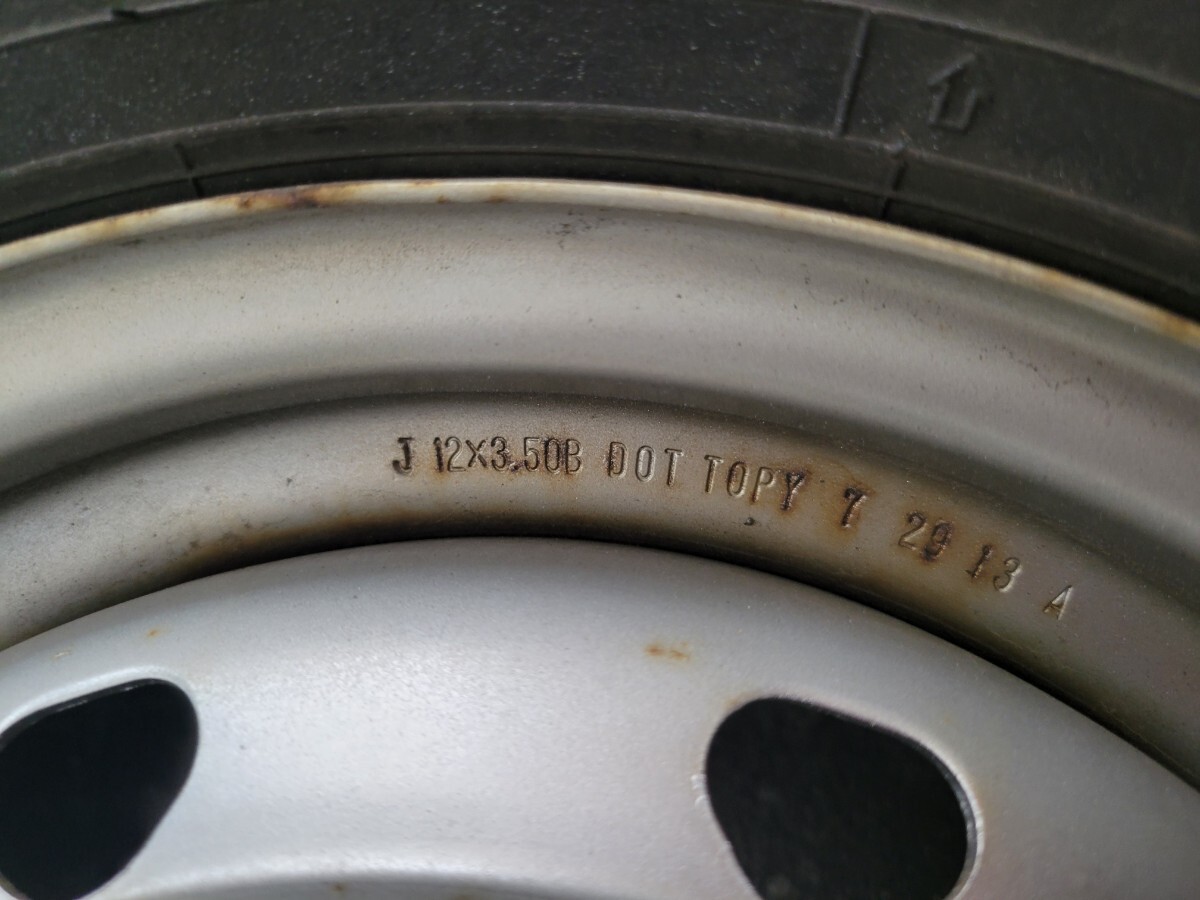 J 12x3.50B DOT TOPY 7 29 13 A